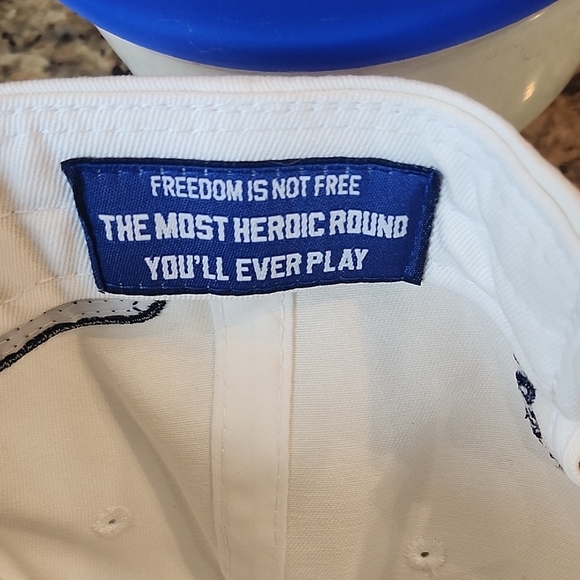 FREEDOM IS NOT FREE
THE MOST HEROIC ROUND
YOU'LL EVER PLAY